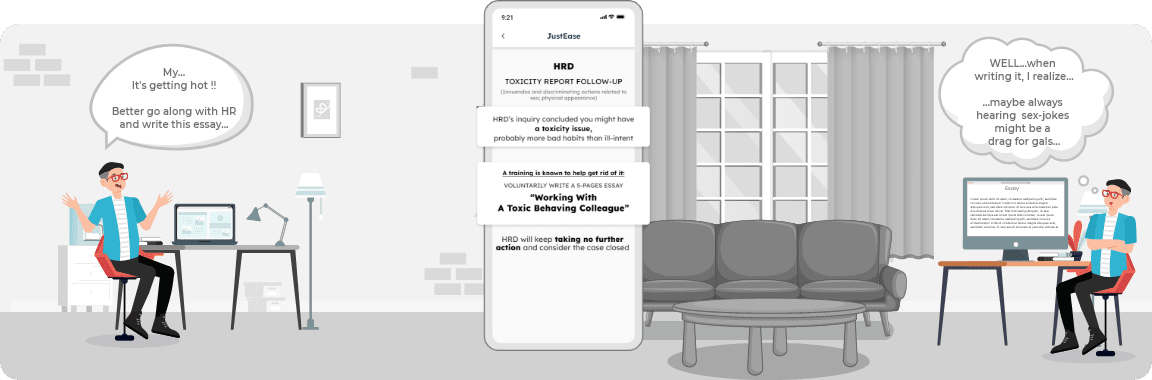 My...
It's getting hot !!
Better go along with HR
and write this essay...
9:21
JustEase
HRD
TOXICITY REPORT FOLLOW-UP
(Innuendos and discriminating actions related to
sex; physical appearance)
HRD's inquiry concluded you might have
a toxicity issue,
probably more bad habits than ill-intent
A training is known to help get rid of it:
VOLUNTARILY WRITE A 5-PAGES ESSAY
"Working With
A Toxic Behaving Colleague"
HRD will keep taking no further
action and consider the case closed
WELL...when
writing it, I realize...
...maybe always
hearing sex-jokes
might be a
drag for gals...
Essay